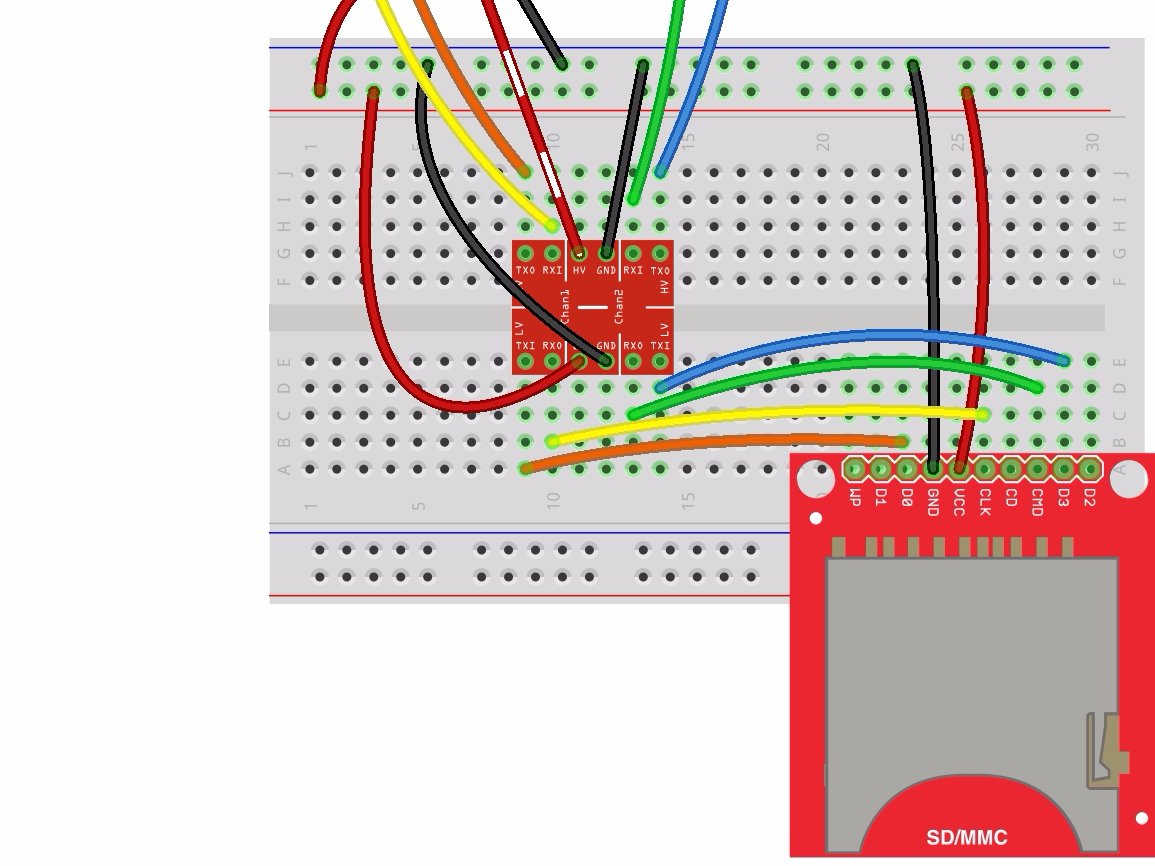 1 5 10 15 20 25 30
J J
I I
H H
G G
F F
TXO RXI HV GND RXI TXO
Chan1 Chan2 HV
LV LV
TXI RXO GND RXO TXI
E E
D D
C C
B B
A A
WP D1 D0 GND VCC CLK CD CMD D3 D2
1 5 10 15
SD/MMC